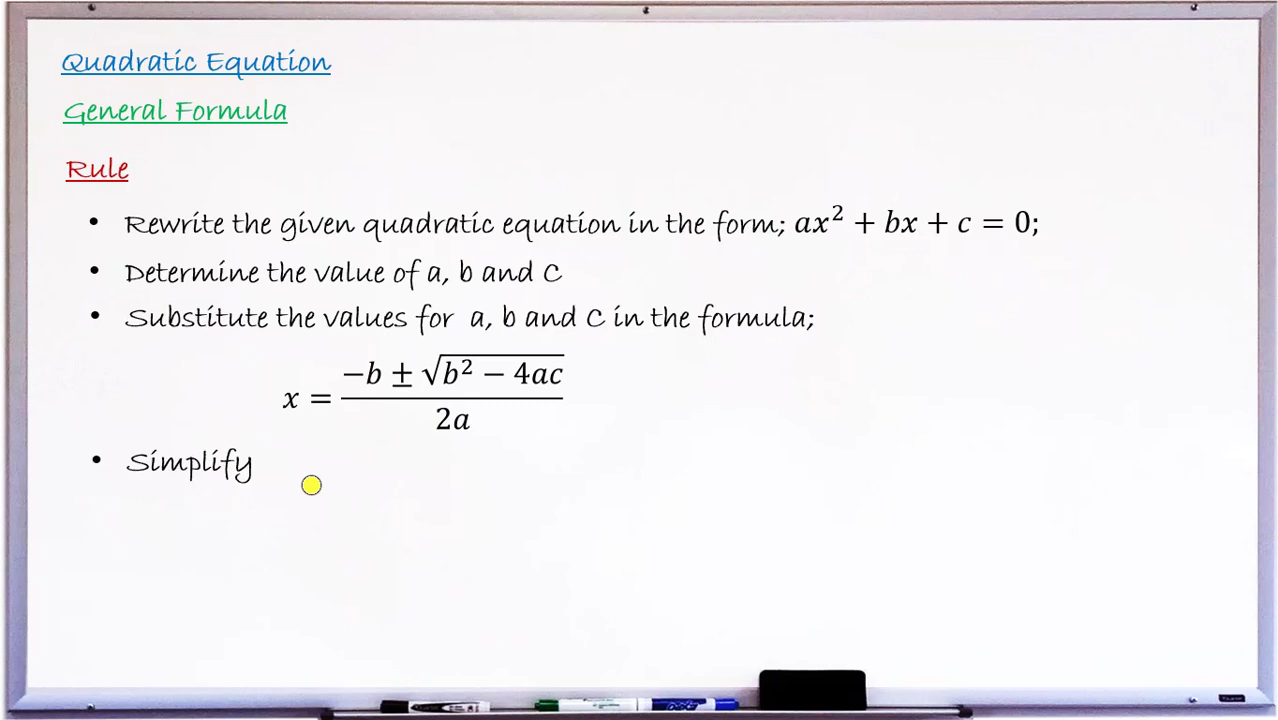 Quadratic Equation
General Formula
Rule
• Rewrite the given quadratic equation in the form; ax² + bx + c = 0;
• Determine the value of a, b and C
• Substitute the values for a, b and C in the formula;
x = (-b ± √(b² − 4ac)) / 2a
• Simplify